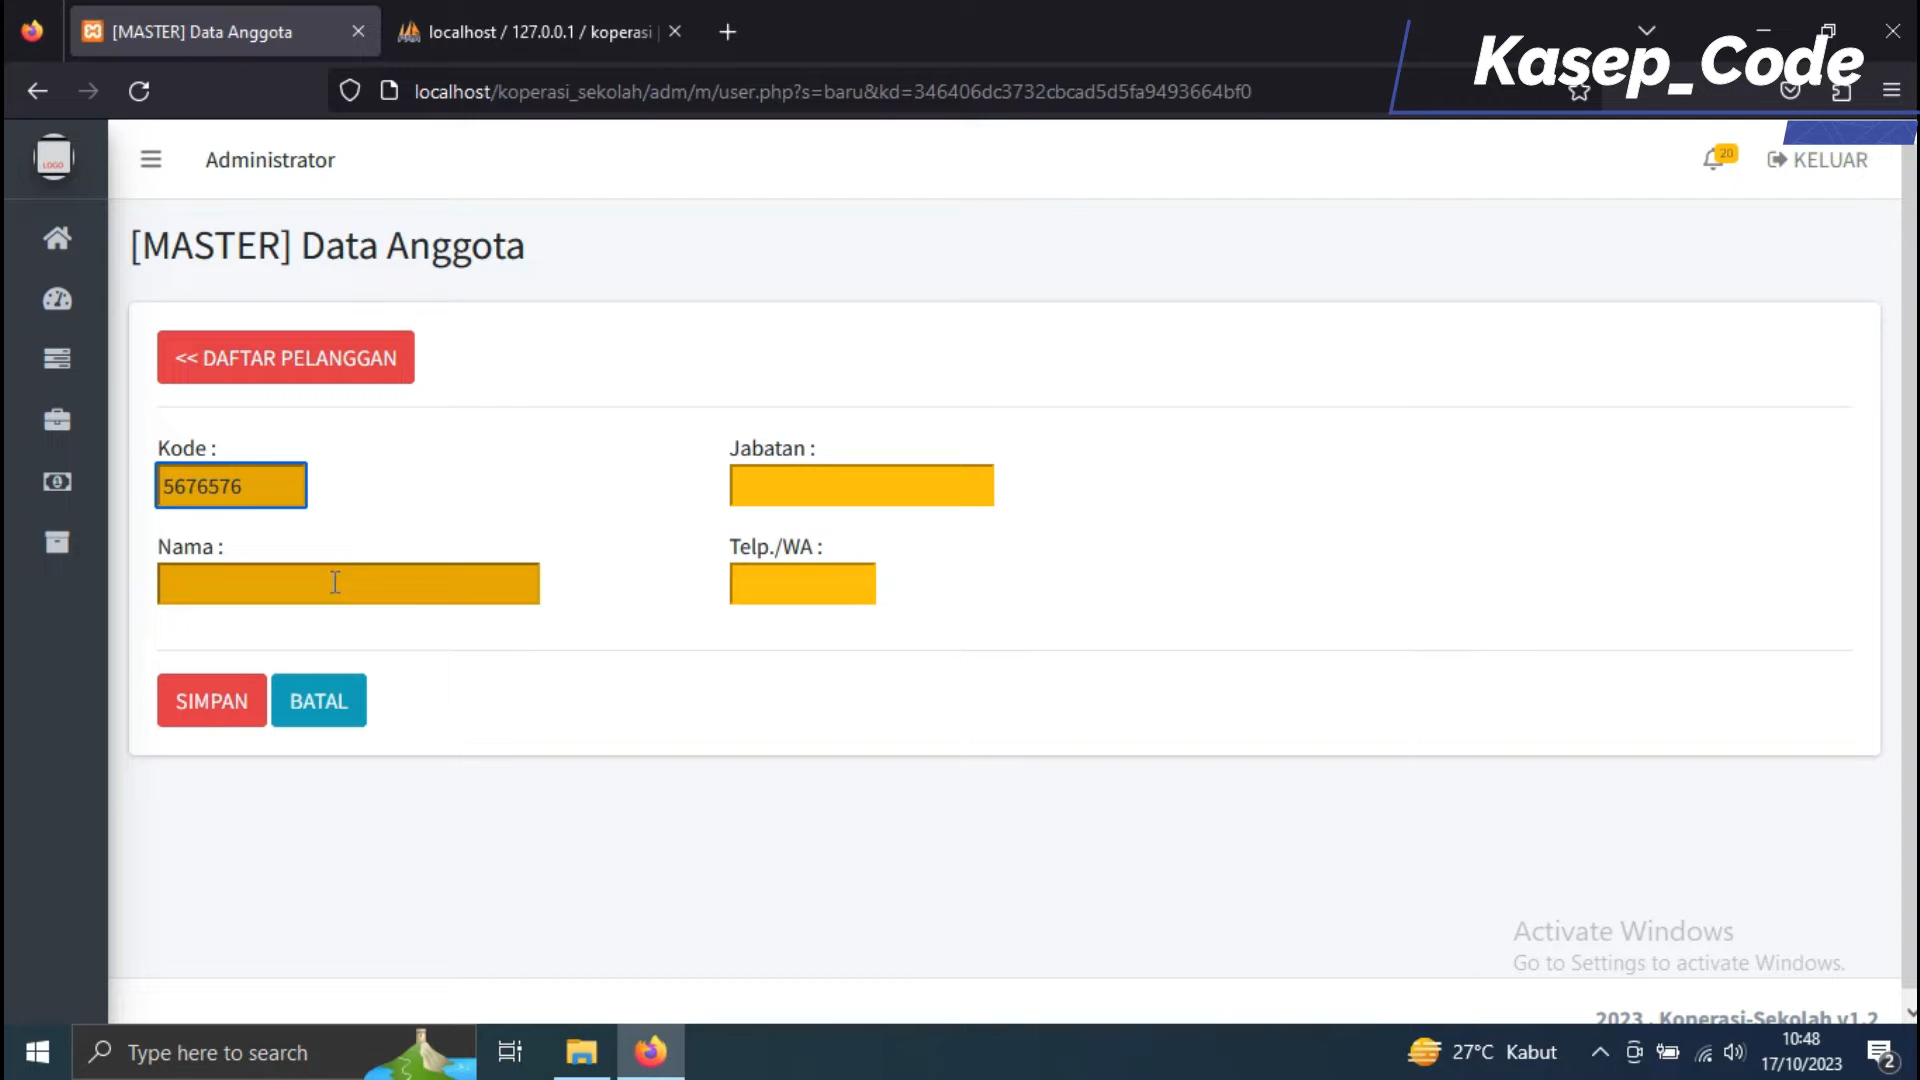 [MASTER] Data Anggota
localhost / 127.0.0.1 / koperasi
Kasep_Code
localhost/koperasi_sekolah/adm/m/user.php?s=baru&kd=346406dc3732cbcad5d5fa9493664bf0
LOGO
Administrator
20
KELUAR
[MASTER] Data Anggota
<< DAFTAR PELANGGAN
Kode :
Jabatan :
5676576
Nama :
Telp./WA :
SIMPAN
BATAL
Activate Windows
Go to Settings to activate Windows.
2023 . Koperasi-Sekolah v1.2
Type here to search
27°C Kabut
10:48
17/10/2023
2